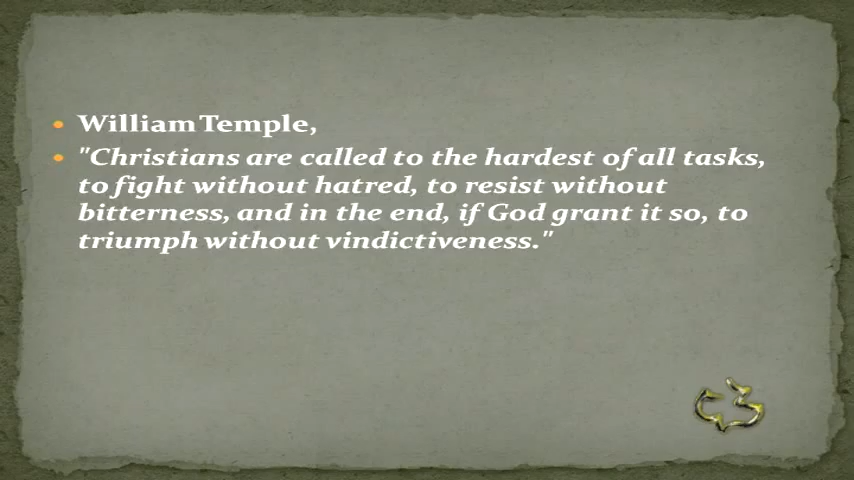 William Temple,
"Christians are called to the hardest of all tasks,
to fight without hatred, to resist without
bitterness, and in the end, if God grant it so, to
triumph without vindictiveness."